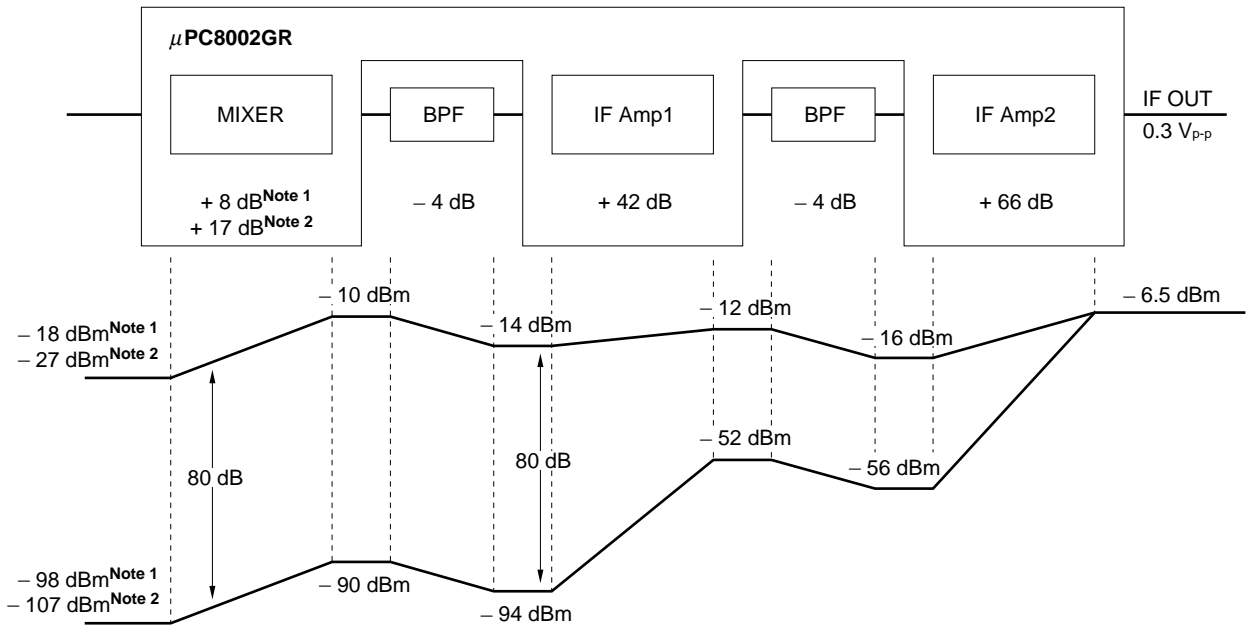 μPC8002GR
MIXER
BPF
IF Amp1
BPF
IF Amp2
IF OUT
0.3 Vp-p
+ 8 dBNote 1
+ 17 dBNote 2
– 4 dB
+ 42 dB
– 4 dB
+ 66 dB
– 18 dBmNote 1
– 27 dBmNote 2
– 10 dBm
– 14 dBm
– 12 dBm
– 16 dBm
– 6.5 dBm
80 dB
80 dB
– 52 dBm
– 56 dBm
– 98 dBmNote 1
– 107 dBmNote 2
– 90 dBm
– 94 dBm